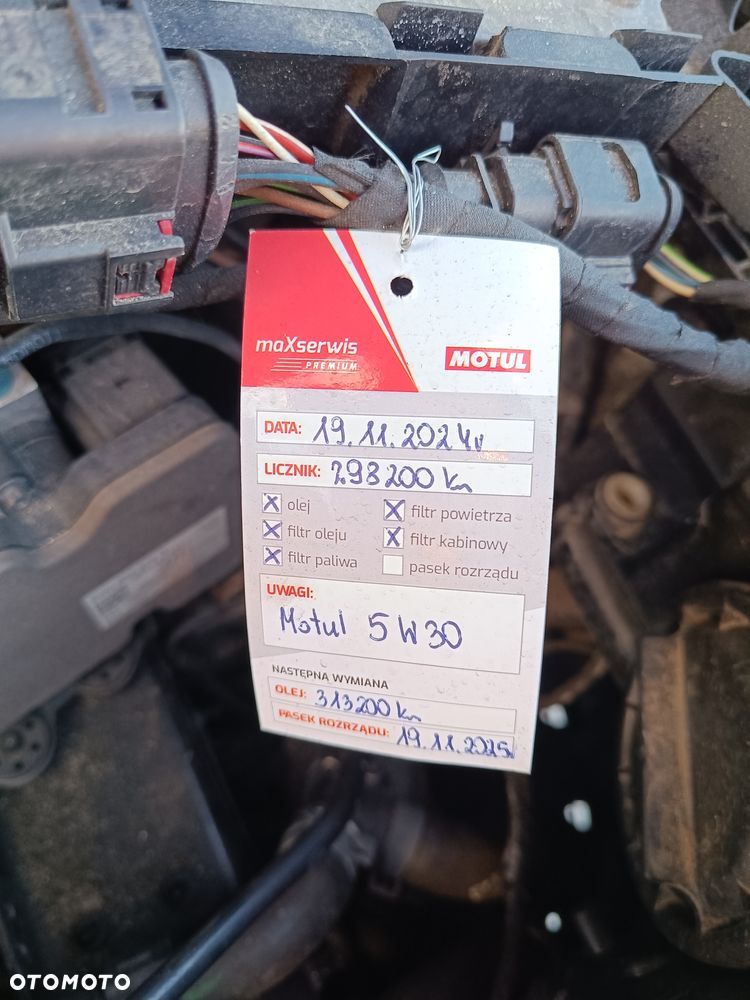 maXserwis
PREMIUM
MOTUL
DATA: 19.11.2024r
LICZNIK: 298200 km
X olej
X filtr powietrza
X filtr oleju
X filtr kabinowy
X filtr paliwa
pasek rozrządu
UWAGI:
Motul 5W30
NASTĘPNA WYMIANA
OLEJ: 313200 km
PASEK ROZRZĄDU: 19.11.2025r
OTOMOTO